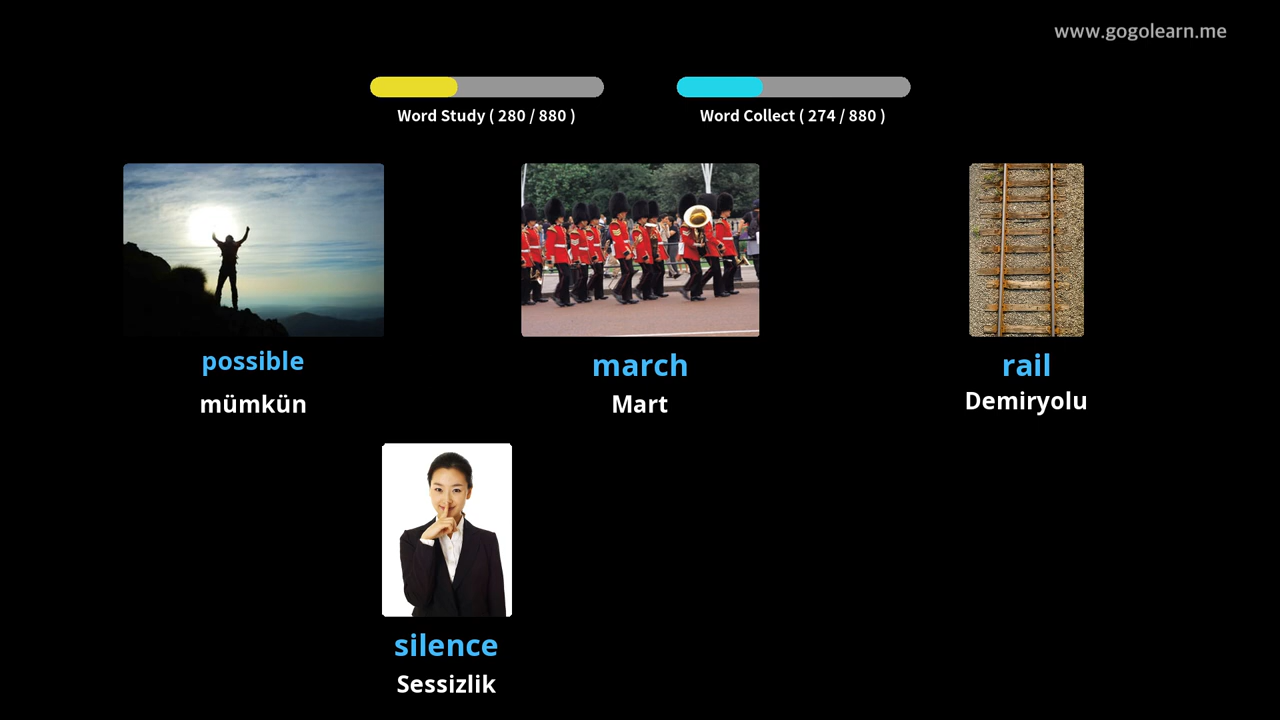 www.gogolearn.me
Word Study ( 280 / 880 )
Word Collect ( 274 / 880 )
possible
mümkün
march
Mart
rail
Demiryolu
silence
Sessizlik